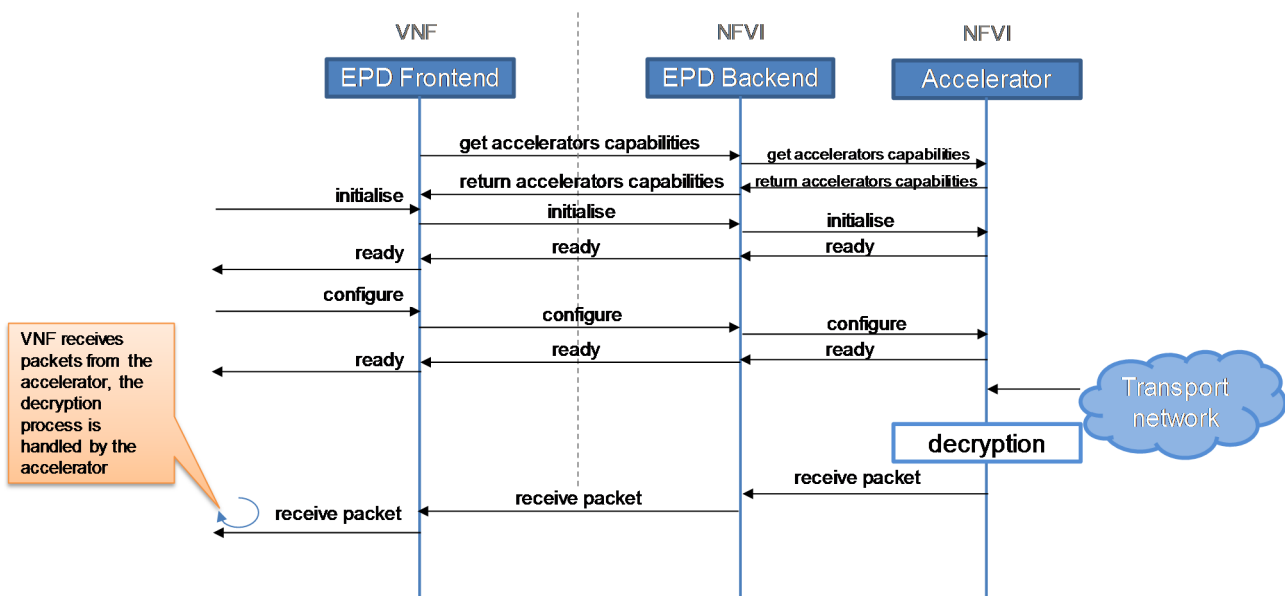 VNF
NFVI
NFVI
EPD Frontend
EPD Backend
Accelerator
get accelerators capabilities
get accelerators capabilities
return accelerators capabilities
return accelerators capabilities
initialise
initialise
initialise
ready
ready
ready
configure
configure
configure
ready
ready
ready
VNF receives
packets from the
accelerator, the
decryption
process is
handled by the
accelerator
Transport
network
decryption
receive packet
receive packet
receive packet